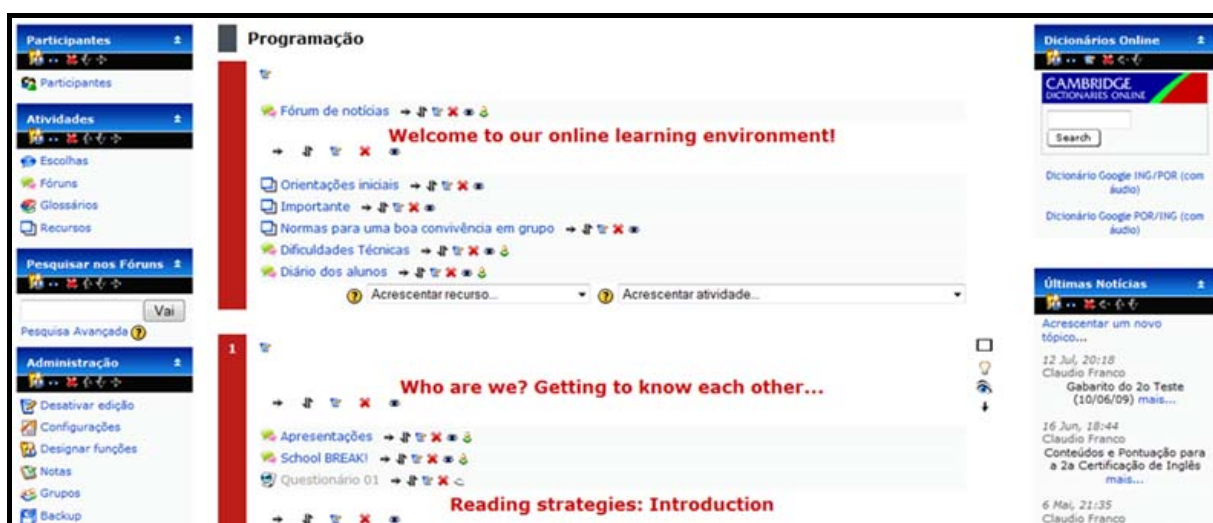 Participantes
Participantes
Atividades
Escolhas
Fóruns
Glossários
Recursos
Pesquisar nos Fóruns
Vai
Pesquisa Avançada
Administração
Desativar edição
Configurações
Designar funções
Notas
Grupos
Backup
Programação
Fórum de notícias
Welcome to our online learning environment!
Orientações iniciais
Importante
Normas para uma boa convivência em grupo
Dificuldades Técnicas
Diário dos alunos
Acrescentar recurso... Acrescentar atividade...
1
Who are we? Getting to know each other...
Apresentações
School BREAK!
Questionário 01
Reading strategies: Introduction
Dicionários Online
CAMBRIDGE
DICTIONARIES ONLINE
Search
Dicionário Google ING/POR (com
áudio)
Dicionário Google POR/ING (com
áudio)
Últimas Notícias
Acrescentar um novo
tópico...
12 Jul, 20:18
Claudio Franco
Gabarito do 2o Teste
(10/06/09) mais...
16 Jun, 18:44
Claudio Franco
Conteúdos e Pontuação para
a 2a Certificação de Inglês
mais...
6 Mai, 21:35
Claudio Franco